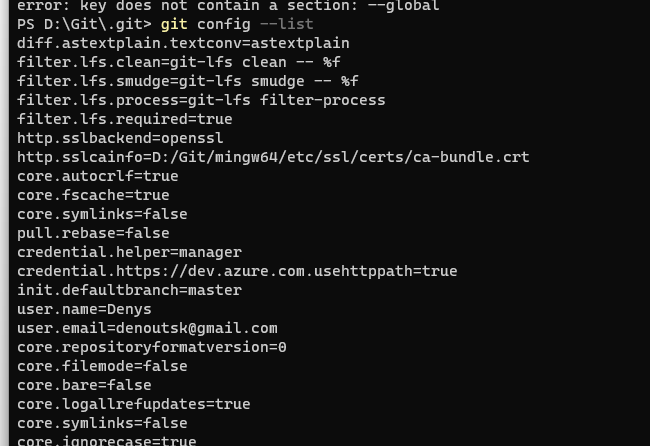 error: key does not contain a section: --global
PS D:\Git\.git> git config --list
diff.astextplain.textconv=astextplain
filter.lfs.clean=git-lfs clean -- %f
filter.lfs.smudge=git-lfs smudge -- %f
filter.lfs.process=git-lfs filter-process
filter.lfs.required=true
http.sslbackend=openssl
http.sslcainfo=D:/Git/mingw64/etc/ssl/certs/ca-bundle.crt
core.autocrlf=true
core.fscache=true
core.symlinks=false
pull.rebase=false
credential.helper=manager
credential.https://dev.azure.com.usehttppath=true
init.defaultbranch=master
user.name=Denys
user.email=denoutsk@gmail.com
core.repositoryformatversion=0
core.filemode=false
core.bare=false
core.logallrefupdates=true
core.symlinks=false
core.ignorecase=true